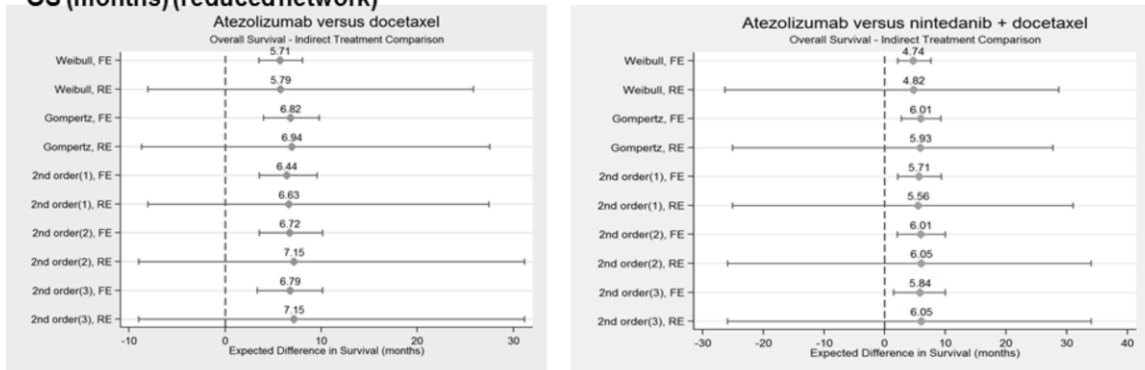 OS (months) (reduced network)
Atezolizumab versus docetaxel
Overall Survival - Indirect Treatment Comparison
Weibull, FE
5.71
Weibull, RE
5.79
Gompertz, FE
6.82
Gompertz, RE
6.94
2nd order(1), FE
6.44
2nd order(1), RE
6.63
2nd order(2), FE
6.72
2nd order(2), RE
7.15
2nd order(3), FE
6.79
2nd order(3), RE
7.15
-10 0 10 20 30
Expected Difference in Survival (months)
Atezolizumab versus nintedanib + docetaxel
Overall Survival - Indirect Treatment Comparison
Weibull, FE
4.74
Weibull, RE
4.82
Gompertz, FE
6.01
Gompertz, RE
5.93
2nd order(1), FE
5.71
2nd order(1), RE
5.56
2nd order(2), FE
6.01
2nd order(2), RE
6.05
2nd order(3), FE
5.84
2nd order(3), RE
6.05
-30 -20 -10 0 10 20 30 40
Expected Difference in Survival (months)